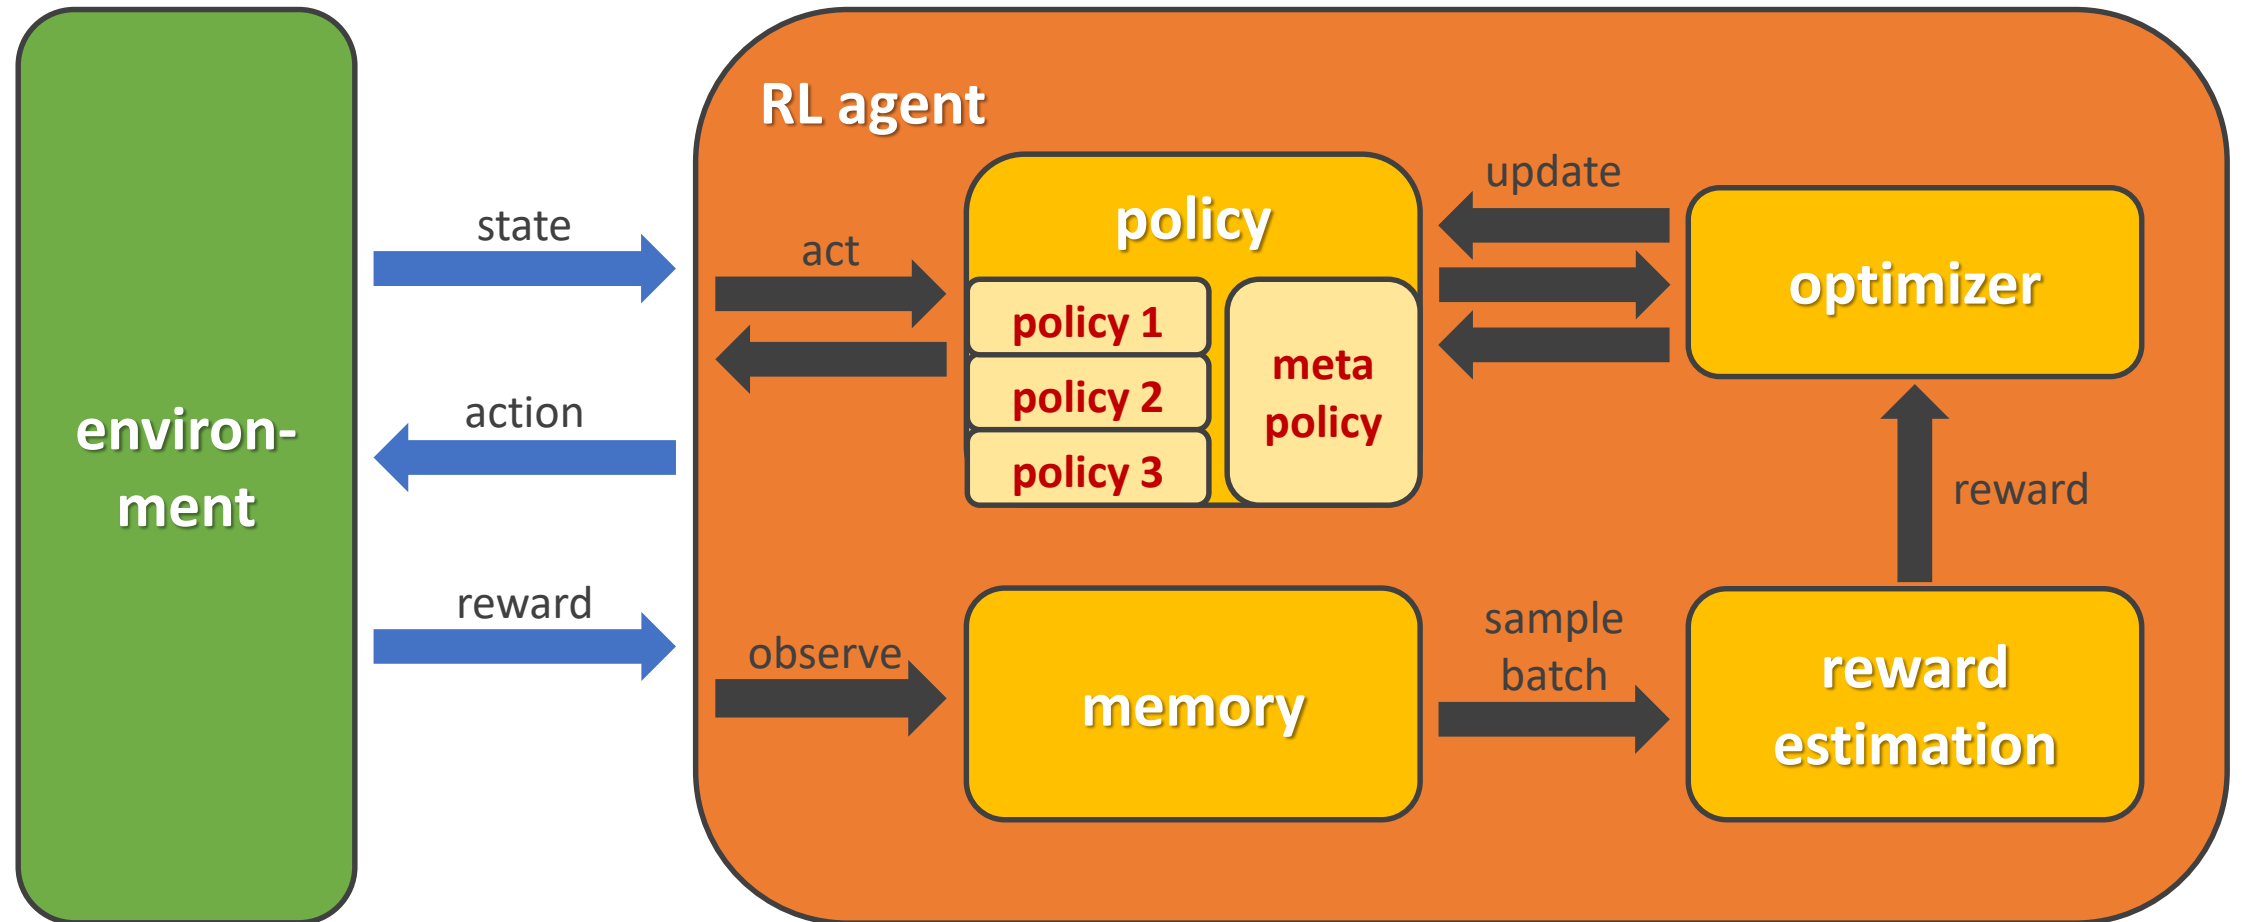 environ-
ment
state
action
reward
RL agent
act
observe
policy
policy 1
policy 2
policy 3
meta
policy
update
optimizer
reward
memory
sample
batch
reward
estimation